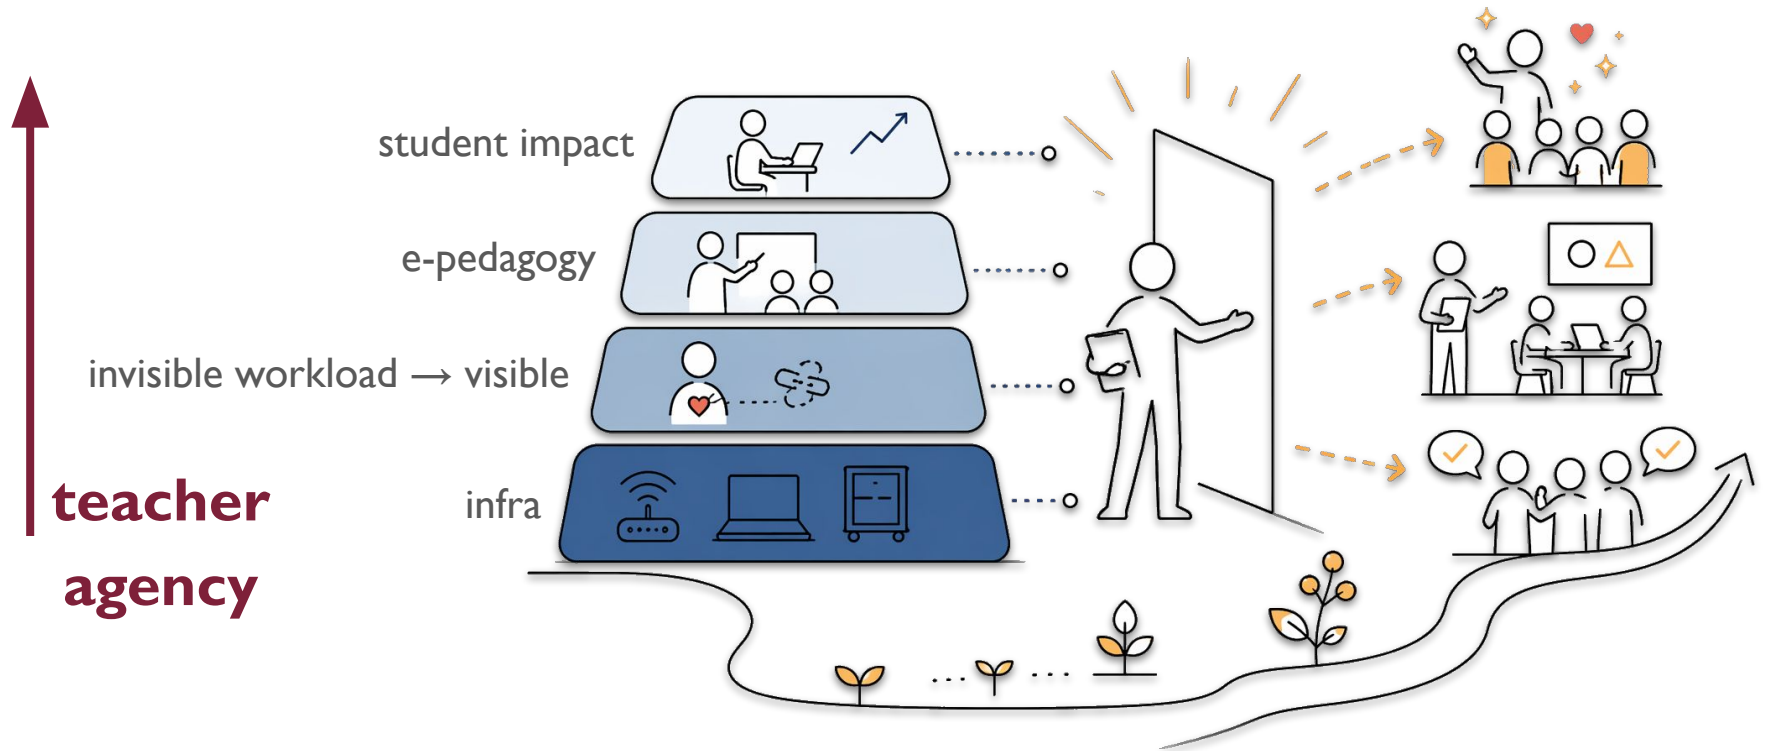 student impact
e-pedagogy
invisible workload → visible
infra
teacher
agency